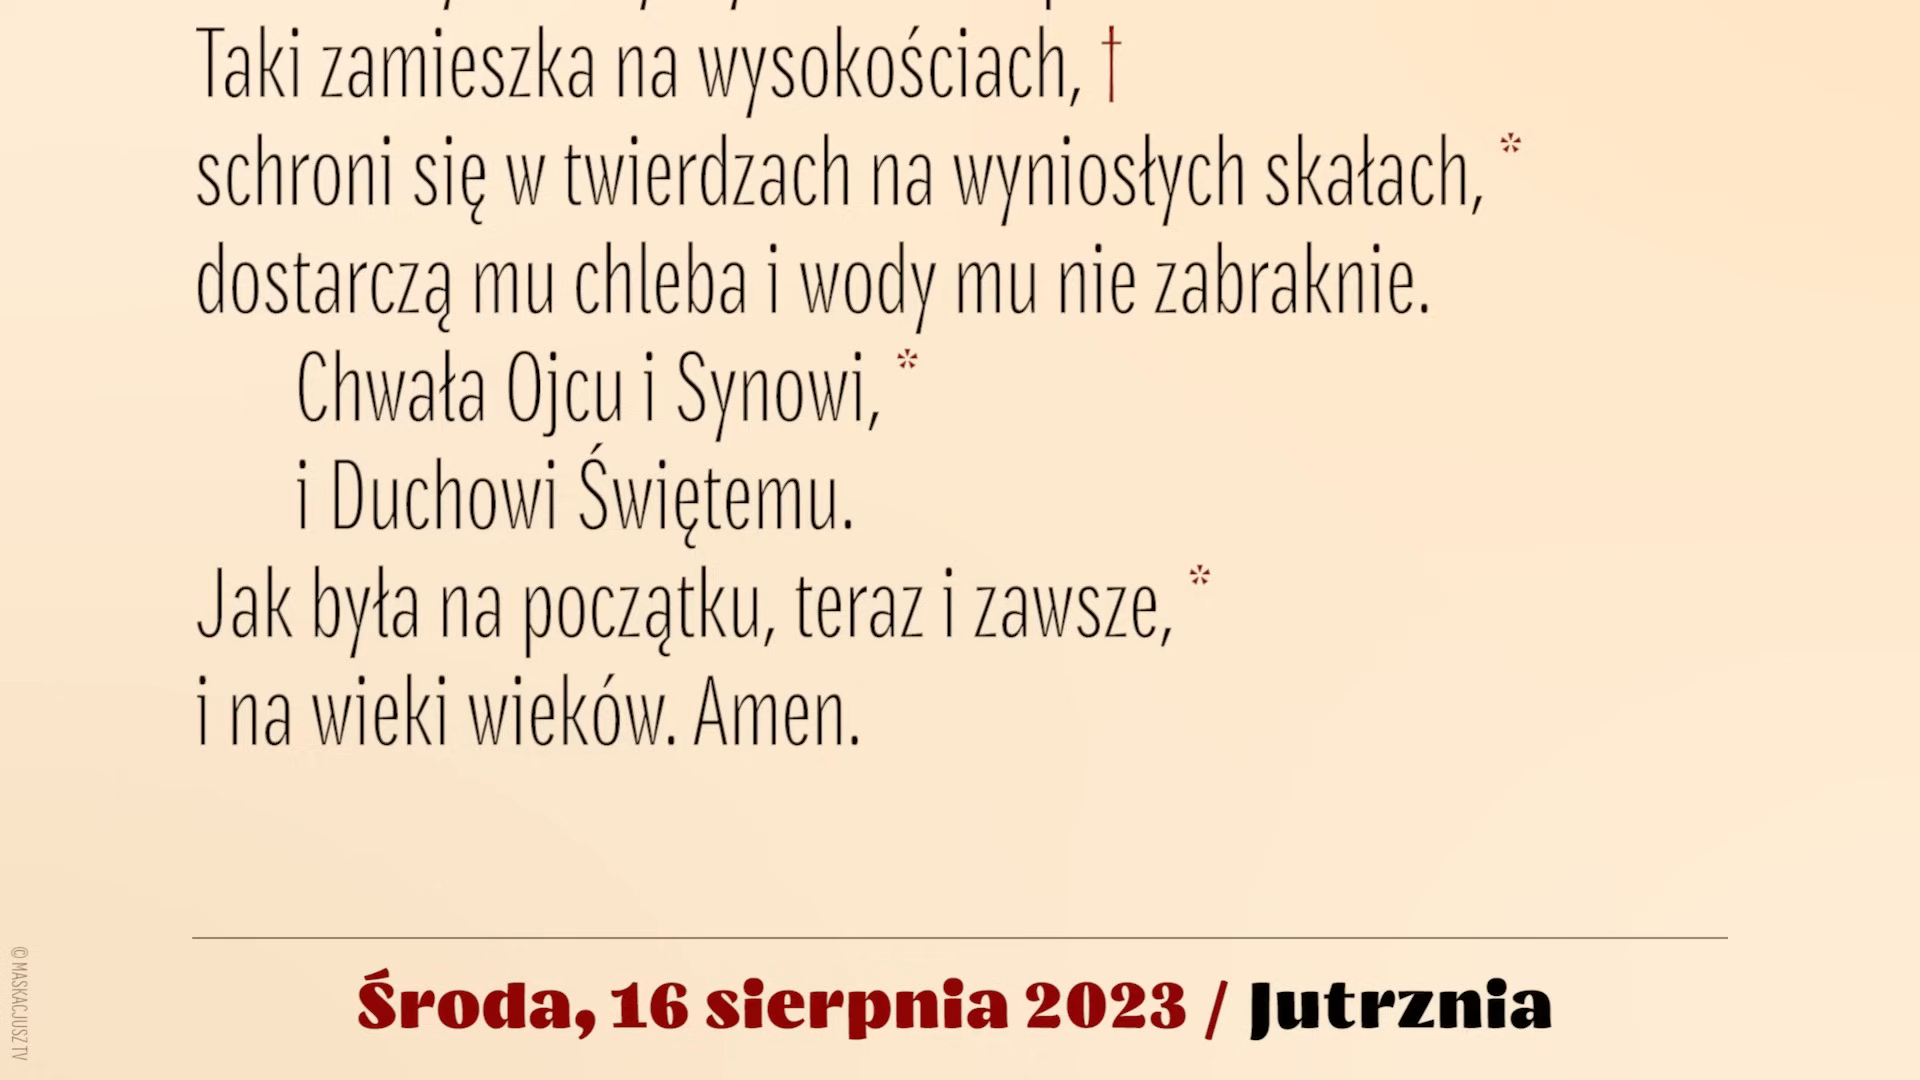 Taki zamieszka na wysokościach, †
schroni się w twierdzach na wyniosłych skałach, *
dostarczą mu chleba i wody mu nie zabraknie.
Chwała Ojcu i Synowi, *
i Duchowi Świętemu.
Jak była na początku, teraz i zawsze, *
i na wieki wieków. Amen.
Środa, 16 sierpnia 2023 / Jutrznia
© MASKACJUSZ TV